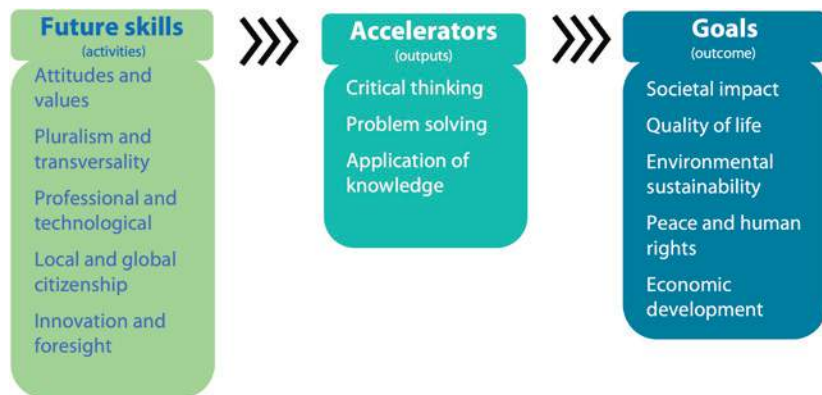 Future skills
(activities)
Attitudes and
values
Pluralism and
transversality
Professional and
technological
Local and global
citizenship
Innovation and
foresight
Accelerators
(outputs)
Critical thinking
Problem solving
Application of
knowledge
Goals
(outcome)
Societal impact
Quality of life
Environmental
sustainability
Peace and human
rights
Economic
development